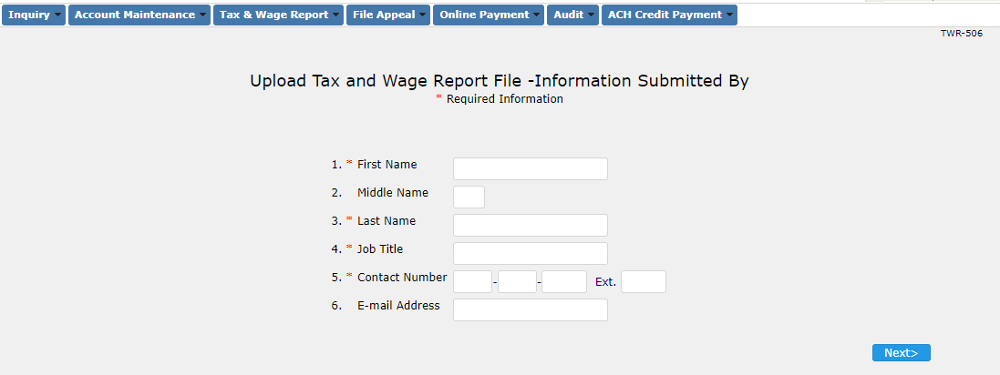 Inquiry Account Maintenance Tax & Wage Report File Appeal Online Payment Audit ACH Credit Payment
TWR-506
Upload Tax and Wage Report File -Information Submitted By
* Required Information
1. * First Name
2. Middle Name
3. * Last Name
4. * Job Title
5. * Contact Number - - Ext.
6. E-mail Address
Next>